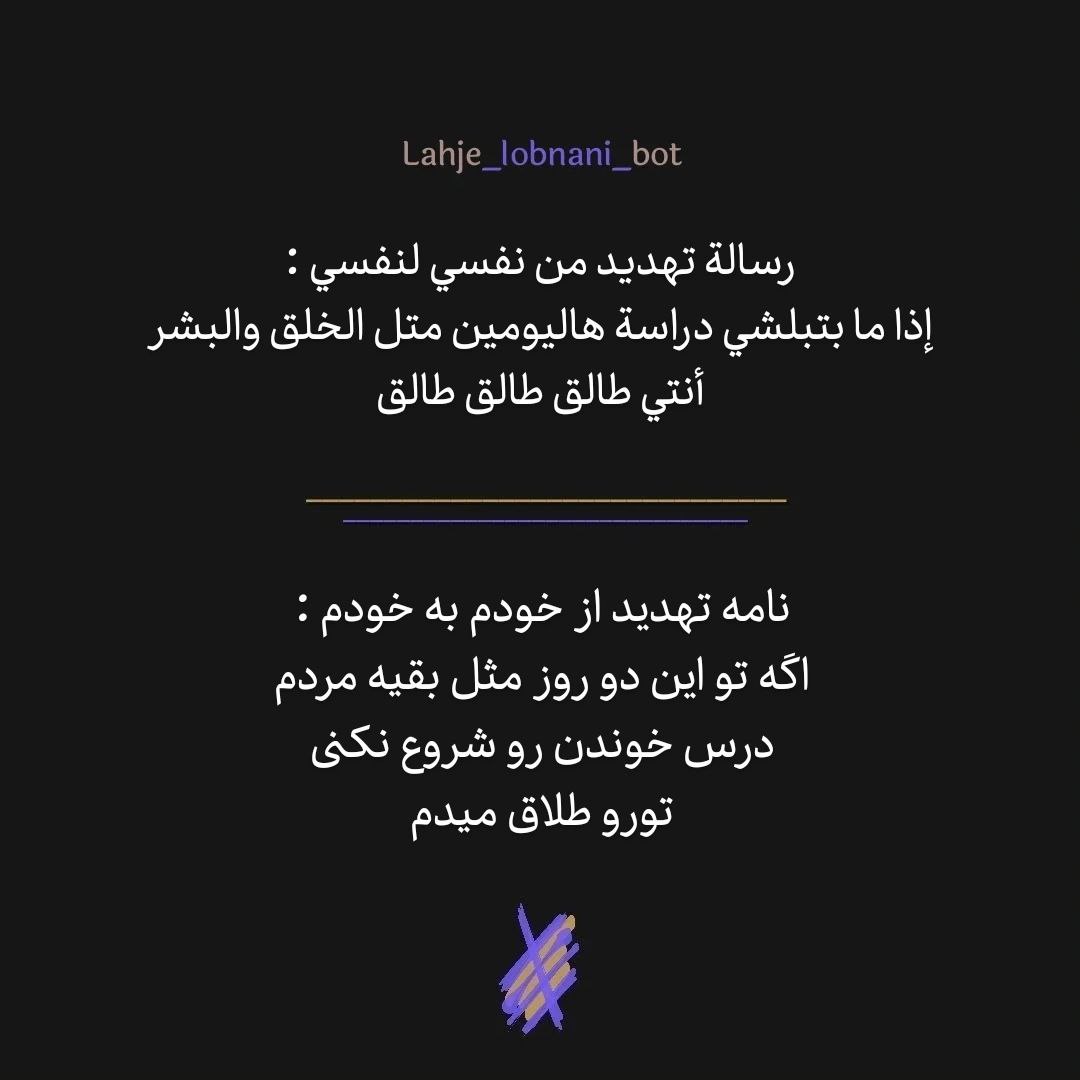 Lahje_lobnani_bot
رسالة تهديد من نفسي لنفسي :
إذا ما بتبلشي دراسة هاليومين متل الخلق والبشر
أنتي طالق طالق طالق
نامه تهدید از خودم به خودم :
اگه تو این دو روز مثل بقیه مردم
درس خوندن رو شروع نکنی
تورو طلاق میدم